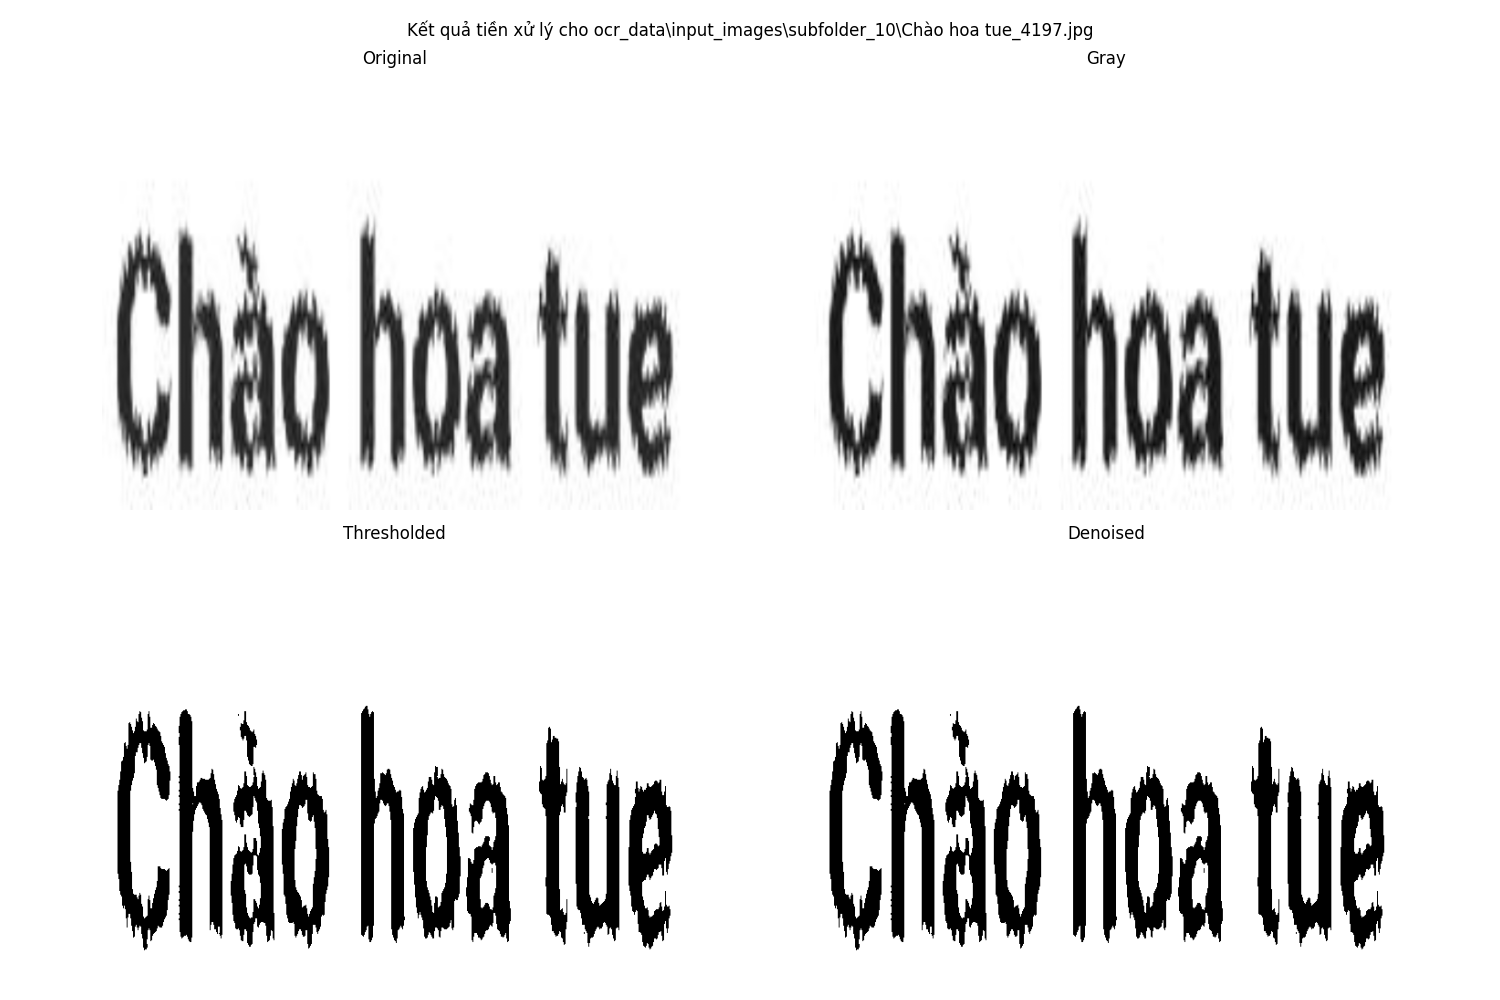 Kết quả tiền xử lý cho ocr_data\input_images\subfolder_10\Chào hoa tue_4197.jpg
Original
Gray
Chào hoa tue
Chào hoa tue
Thresholded
Denoised
Chào hoa tue
Chào hoa tue